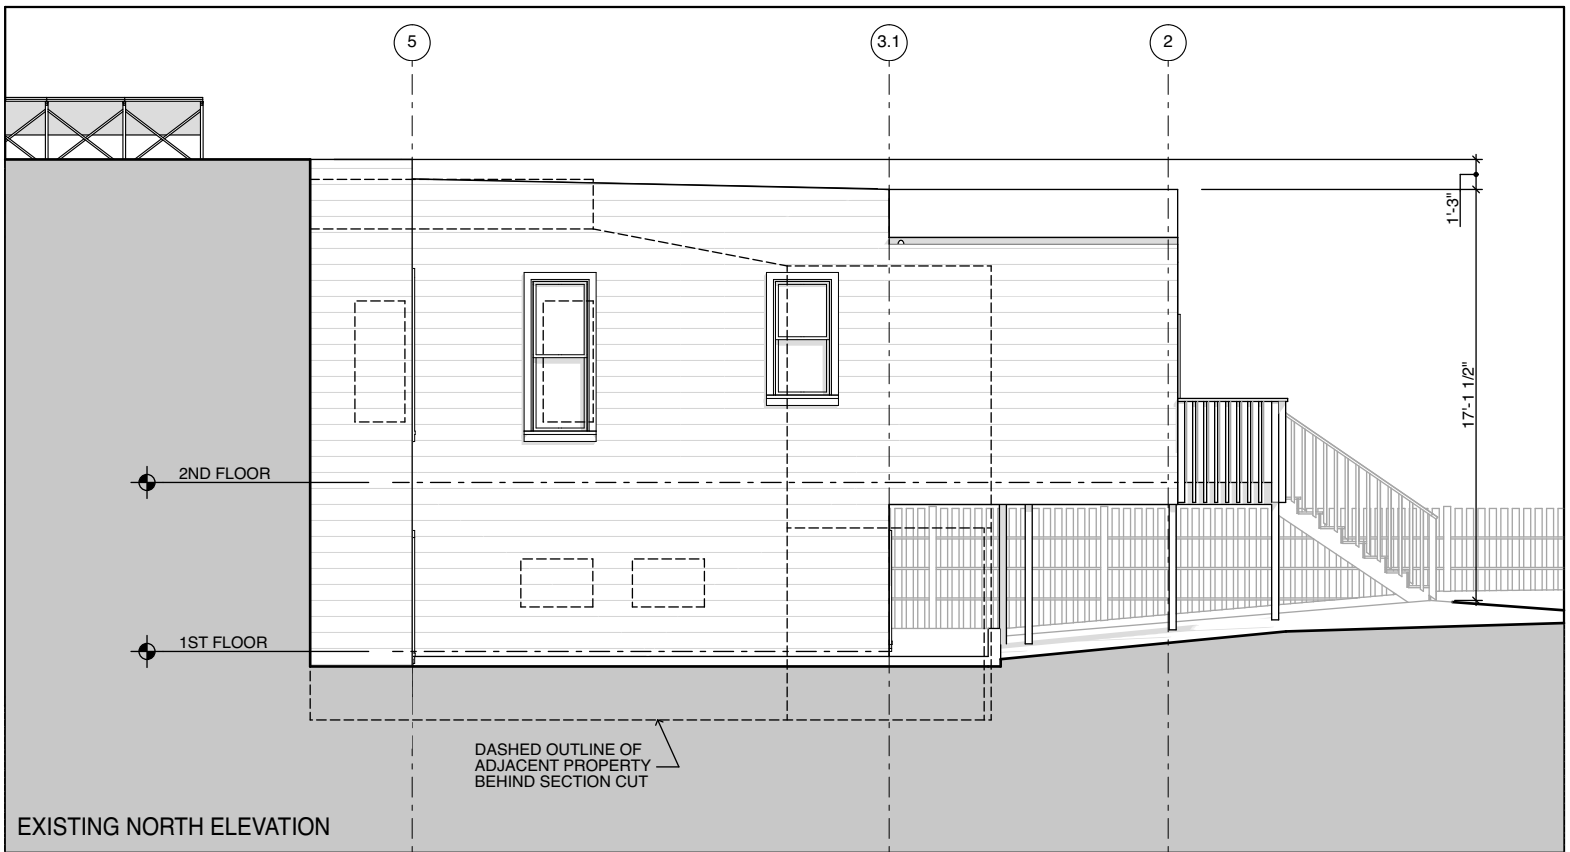 5
3.1
2
1'-3"
17'-1 1/2"
2ND FLOOR
1ST FLOOR
DASHED OUTLINE OF
ADJACENT PROPERTY
BEHIND SECTION CUT
EXISTING NORTH ELEVATION